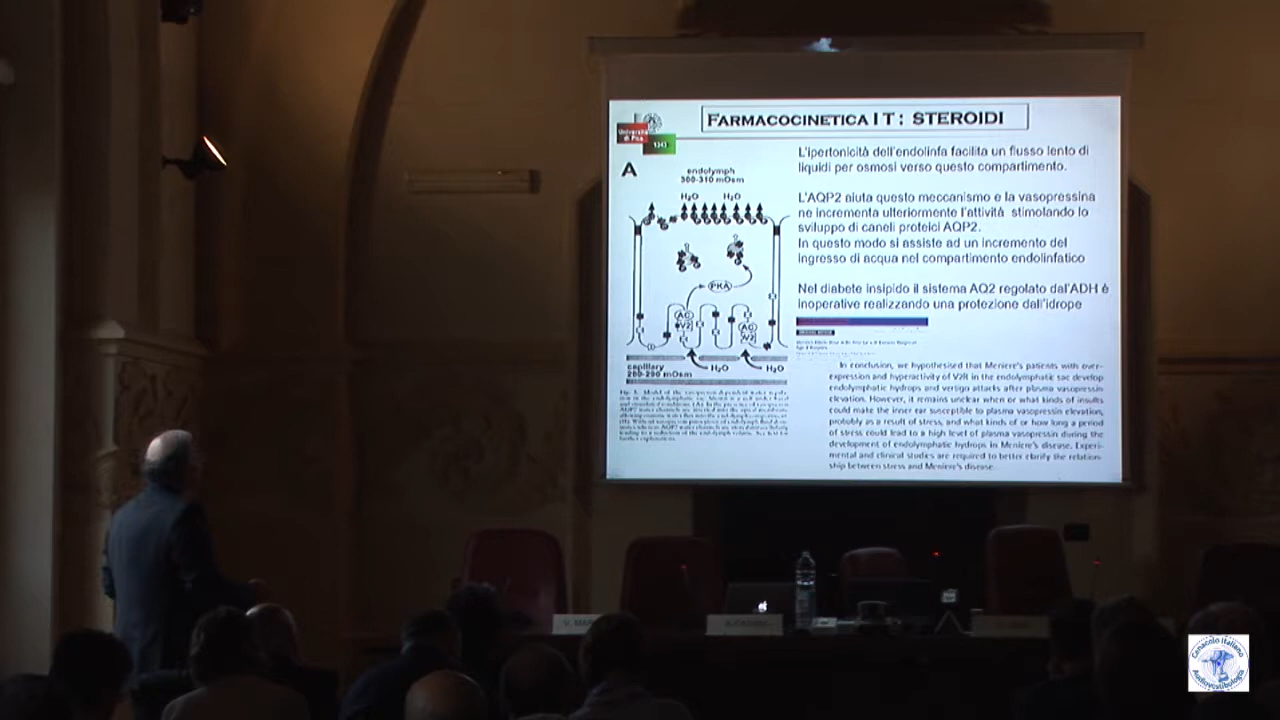 FARMACOCINETICA I T : STEROIDI
Università
di Pisa
1343
A
endolymph
300-310 mOsm
H₂O H₂O
PKA
AC
V2
AC
V2
H₂O H₂O
capillary
280-290 mOsm
L'ipertonicità dell'endolinfa facilita un flusso lento di
liquidi per osmosi verso questo compartimento.
L'AQP2 aiuta questo meccanismo e la vasopressina
ne incrementa ulteriormente l'attività stimolando lo
sviluppo di caneli proteici AQP2.
In questo modo si assiste ad un incremento del
ingresso di acqua nel compartimento endolinfatico
Nel diabete insipido il sistema AQ2 regolato dal'ADH è
inoperative realizzando una protezione dall'idrope
In conclusion, we hypothesised that Meniere's patients with over-
expression and hyperactivity of V2R in the endolymphatic sac develop
endolymphatic hydrops and vertigo attacks after plasma vasopressin
elevation. However, it remains unclear when or what kinds of insults
could make the inner ear susceptible to plasma vasopressin elevation,
probably as a result of stress, and what kinds of or how long a period
of stress could lead to a high level of plasma vasopressin during the
development of endolymphatic hydrops in Meniere's disease. Experi-
mental and clinical studies are required to better clarify the relation-
ship between stress and Meniere's disease.
Cenacolo Italiano
Audiovestibologia